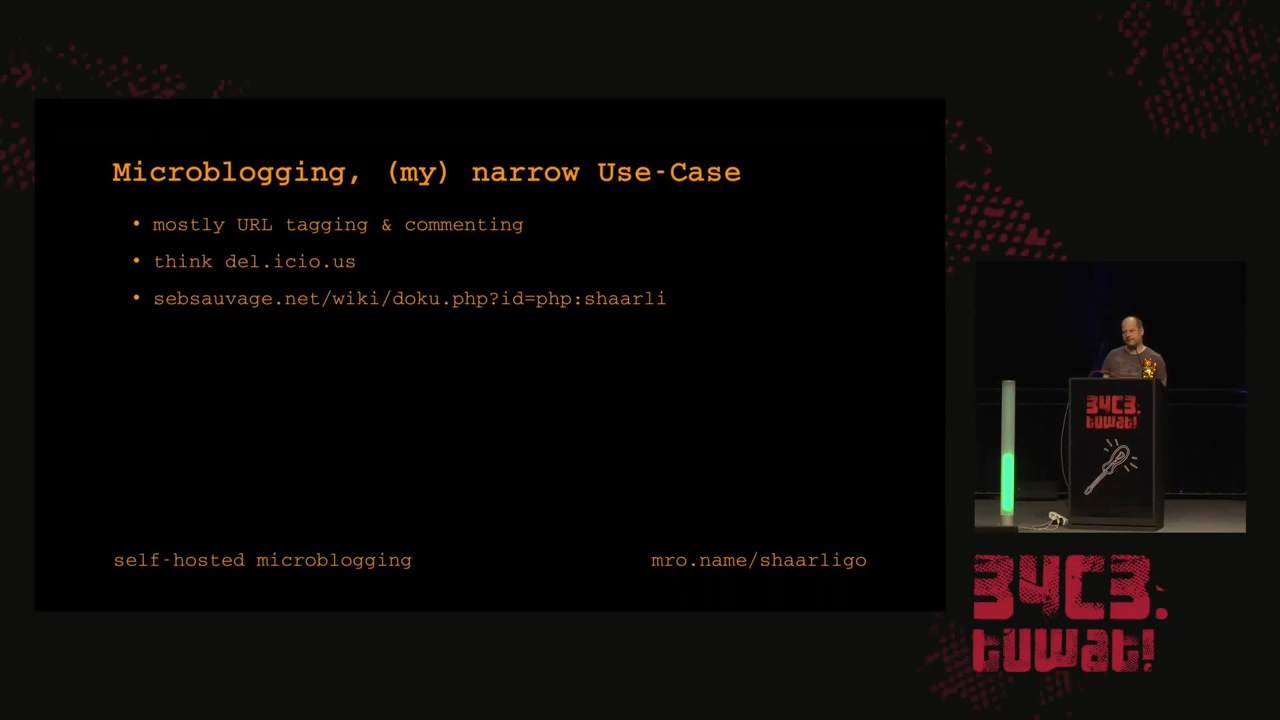 Microblogging, (my) narrow Use-Case
• mostly URL tagging & commenting
• think del.icio.us
• sebsauvage.net/wiki/doku.php?id=php:shaarli
self-hosted microblogging
mro.name/shaarligo
34C3.
tuwat!
34C3.
tuwat!